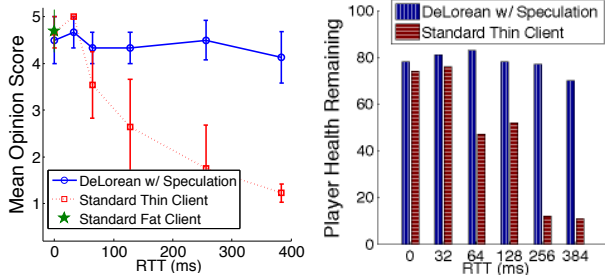 Mean Opinion Score
5
4
3
2
1
DeLorean w/ Speculation
Standard Thin Client
Standard Fat Client
0 100 200 300 400
RTT (ms)
Player Health Remaining
100
80
60
40
20
0
DeLorean w/ Speculation
Standard Thin Client
0 32 64 128 256 384
RTT (ms)